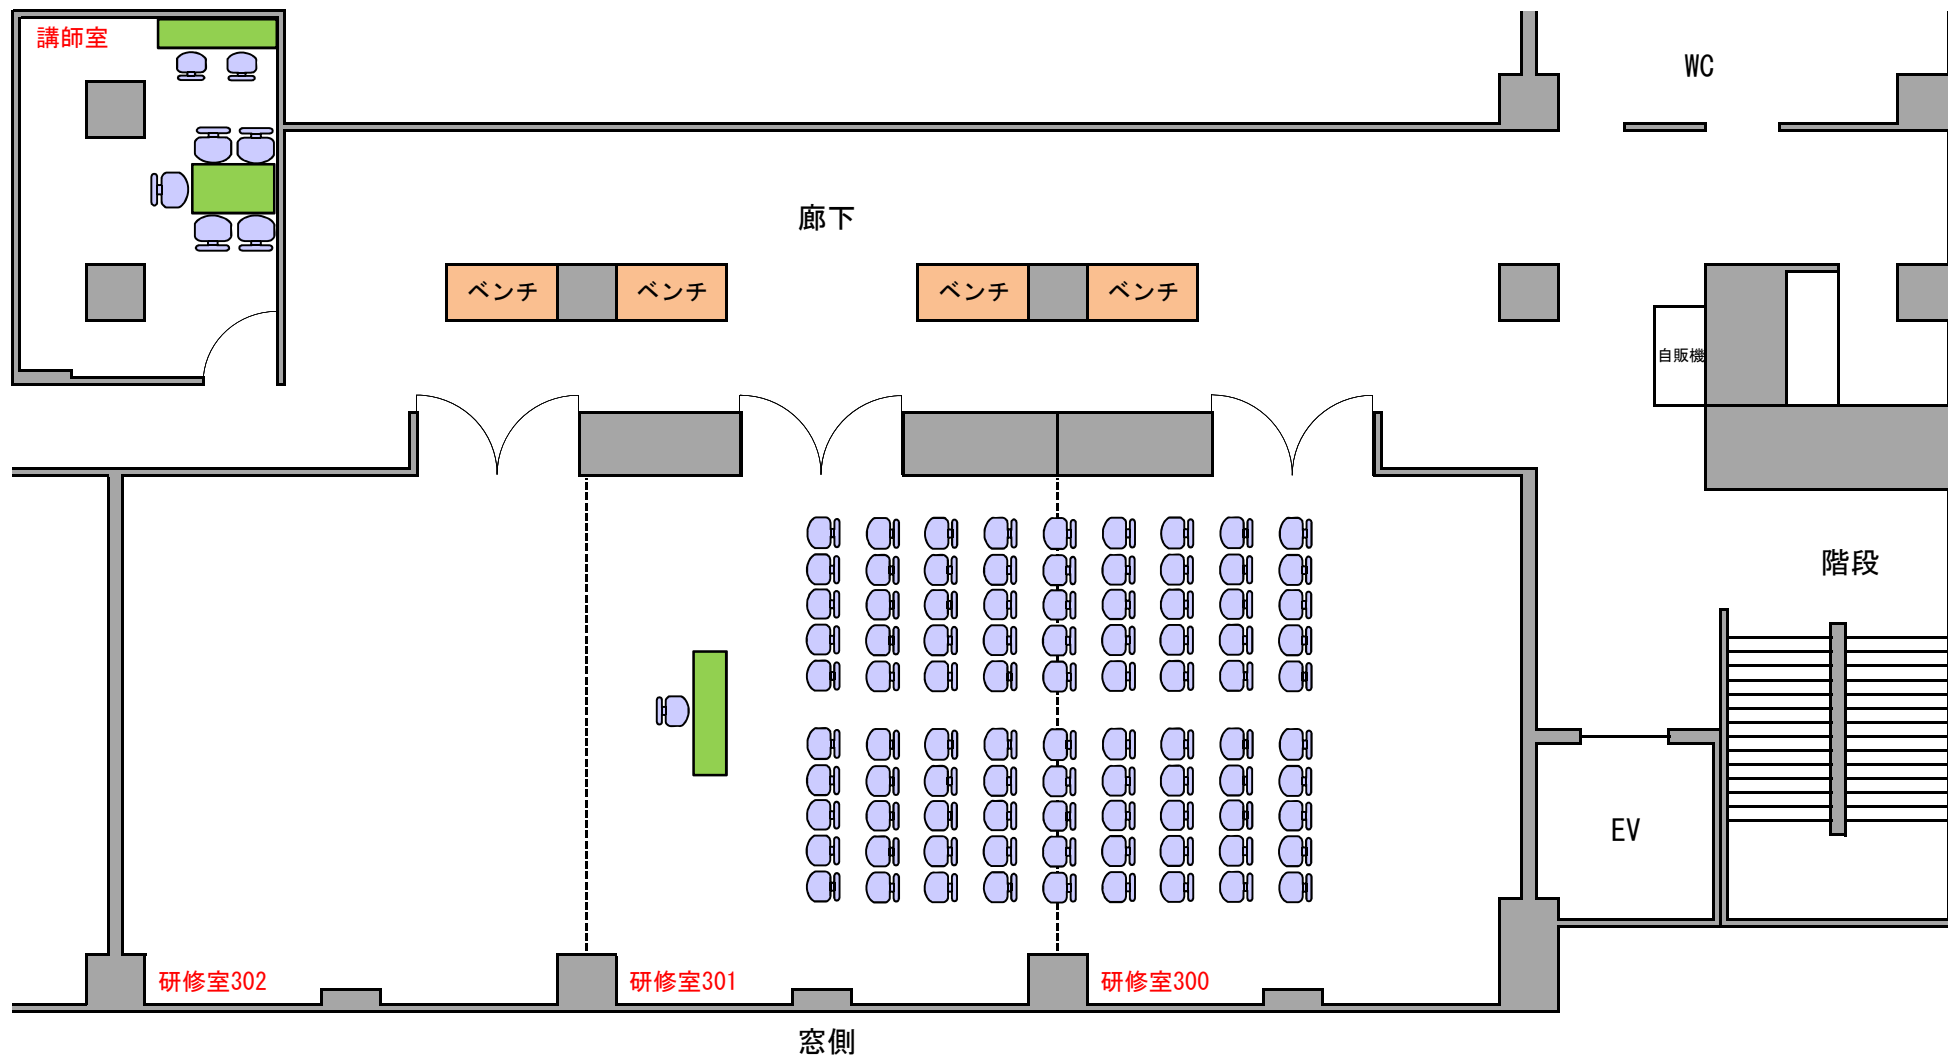 講師室
WC
廊下
ベンチ
ベンチ
ベンチ
ベンチ
自販機
階段
EV
研修室302
研修室301
研修室300
窓側